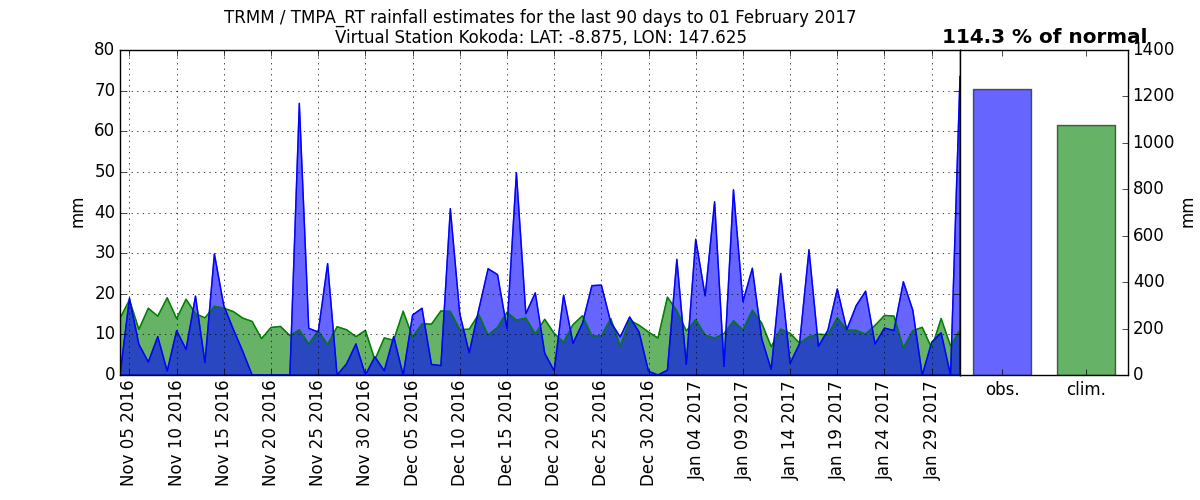 TRMM / TMPA_RT rainfall estimates for the last 90 days to 01 February 2017
Virtual Station Kokoda: LAT: -8.875, LON: 147.625
114.3 % of normal
80
70
60
50
40
30
20
10
0
mm
1400
1200
1000
800
600
400
200
0
mm
Nov 05 2016
Nov 10 2016
Nov 15 2016
Nov 20 2016
Nov 25 2016
Nov 30 2016
Dec 05 2016
Dec 10 2016
Dec 15 2016
Dec 20 2016
Dec 25 2016
Dec 30 2016
Jan 04 2017
Jan 09 2017
Jan 14 2017
Jan 19 2017
Jan 24 2017
Jan 29 2017
obs.
clim.